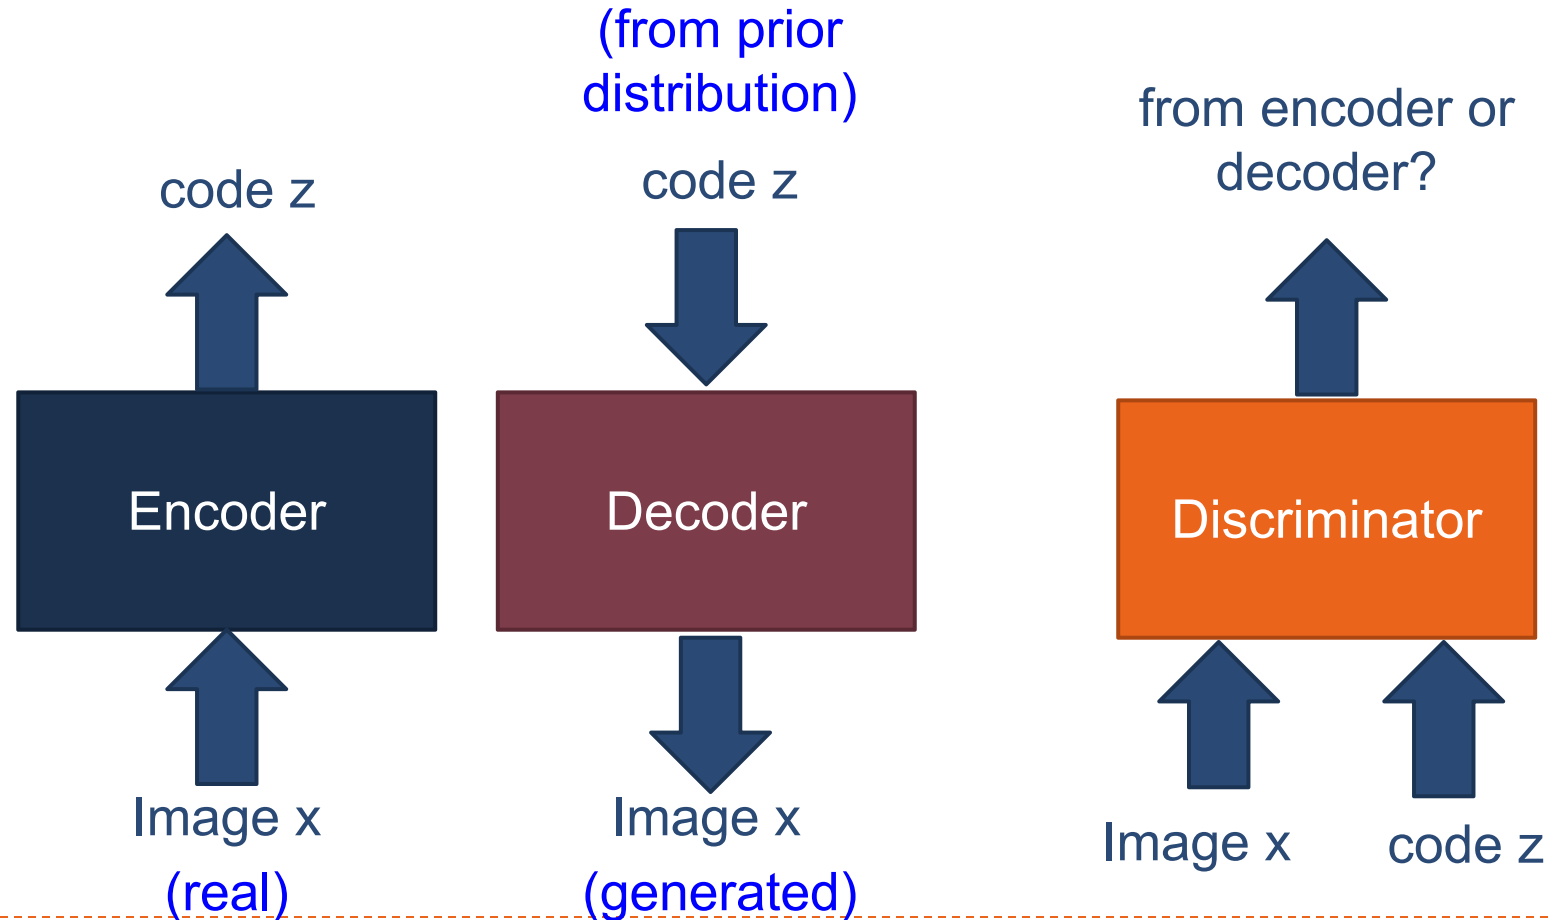 code z
Encoder
Image x
(real)
(from prior
distribution)
code z
Decoder
Image x
(generated)
from encoder or
decoder?
Discriminator
Image x
code z